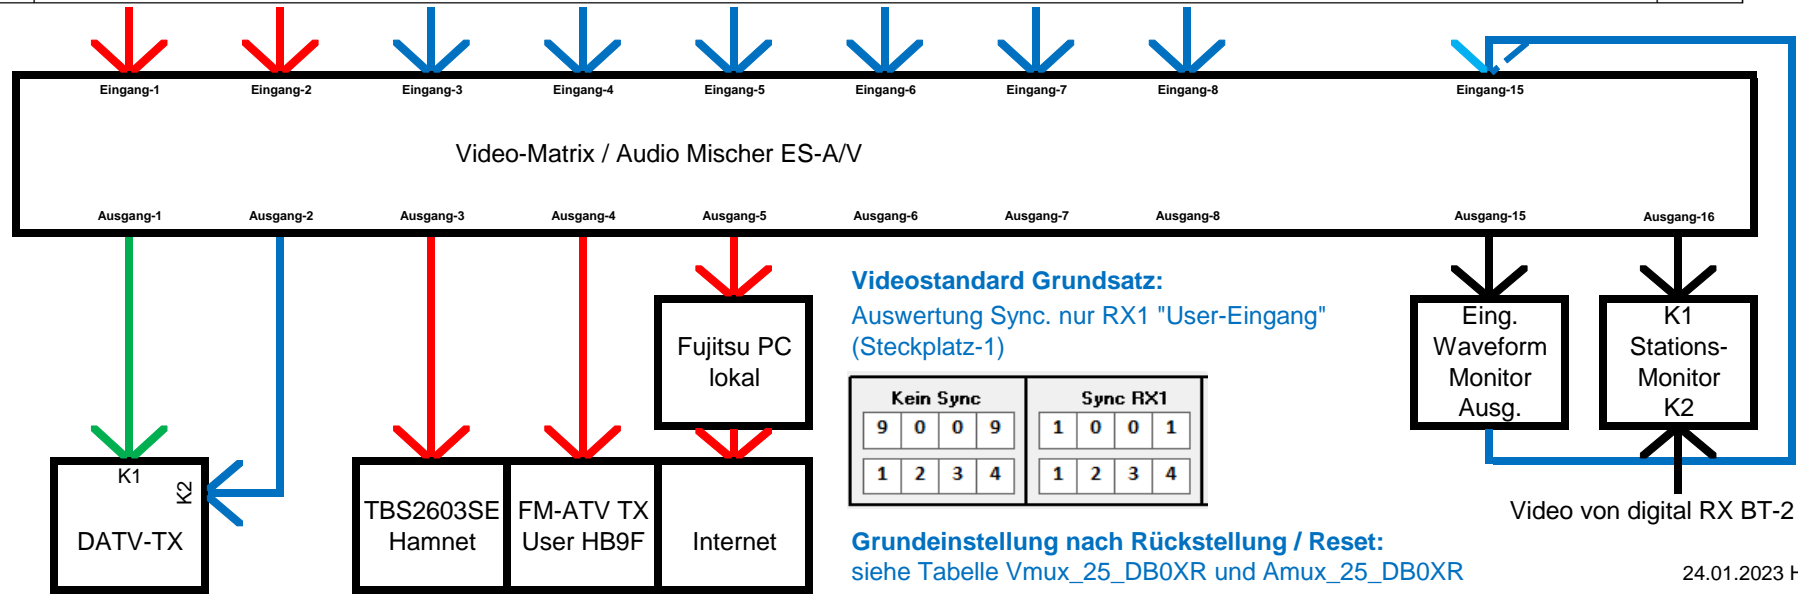 Eingang-1 Eingang-2 Eingang-3 Eingang-4 Eingang-5 Eingang-6 Eingang-7 Eingang-8 Eingang-15
Video-Matrix / Audio Mischer ES-A/V
Ausgang-1 Ausgang-2 Ausgang-3 Ausgang-4 Ausgang-5 Ausgang-6 Ausgang-7 Ausgang-8 Ausgang-15 Ausgang-16
Fujitsu PC
lokal
Videostandard Grundsatz:
Auswertung Sync. nur RX1 "User-Eingang"
(Steckplatz-1)
Kein Sync Sync RX1
9 0 0 9 1 0 0 1
1 2 3 4 1 2 3 4
Eing.
Waveform
Monitor
Ausg.
K1
Stations-
Monitor
K2
K1
K2
DATV-TX
TBS2603SE
Hamnet
FM-ATV TX
User HB9F
Internet
Video von digital RX BT-2
Grundeinstellung nach Rückstellung / Reset:
siehe Tabelle Vmux_25_DB0XR und Amux_25_DB0XR
24.01.2023 H